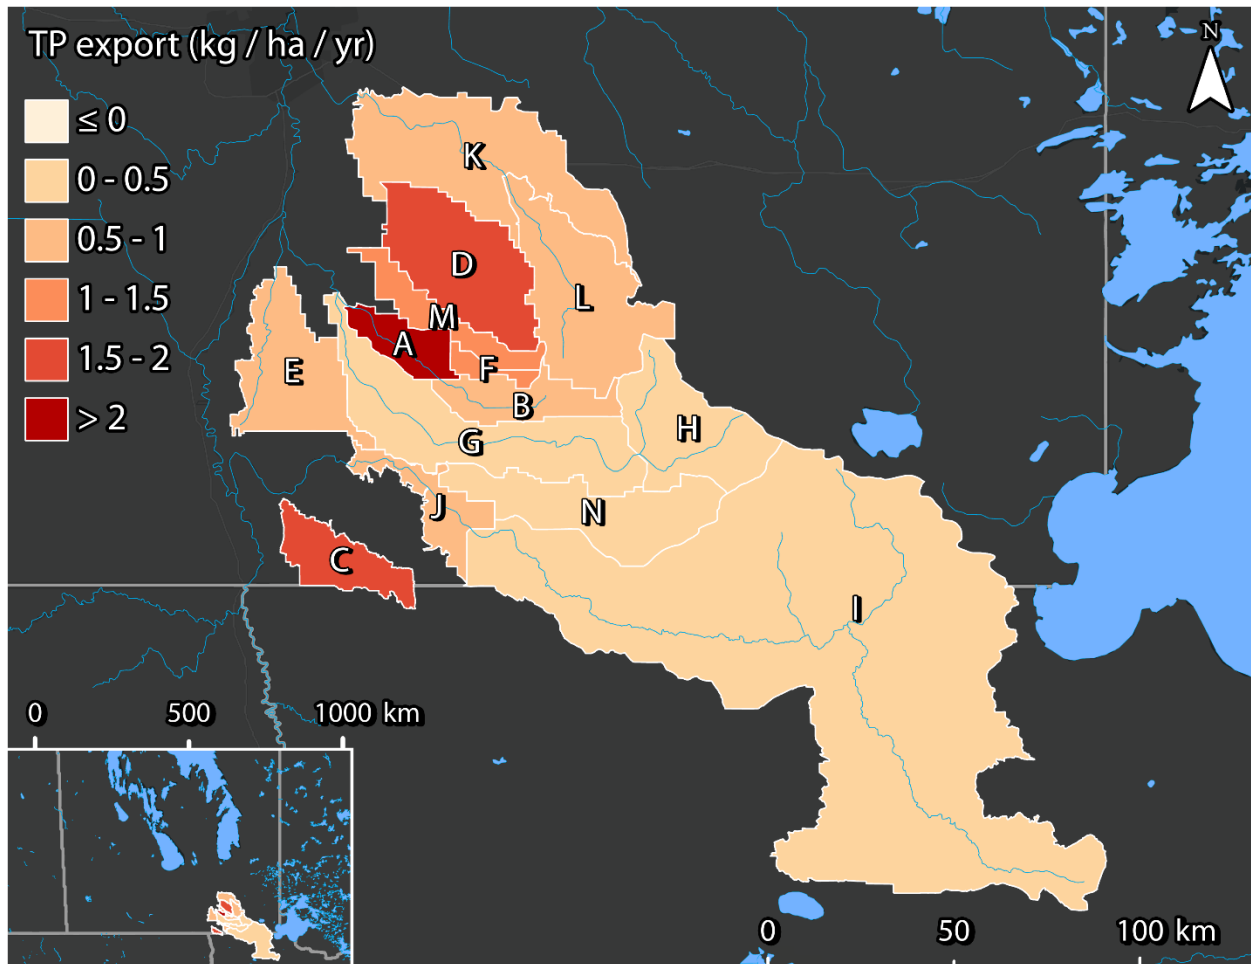 TP export (kg / ha / yr)
N
≤ 0
0 - 0.5
0.5 - 1
1 - 1.5
1.5 - 2
> 2
K
D
L
M
A
F
E
B
H
G
J
N
C
I
0 500 1000 km
0 50 100 km